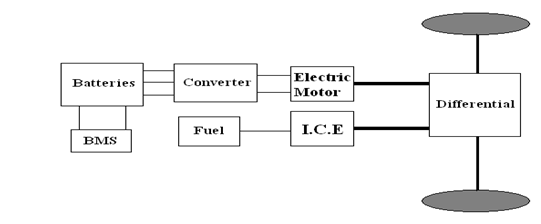 Batteries
Converter
Electric
Motor
Differential
BMS
Fuel
I.C.E